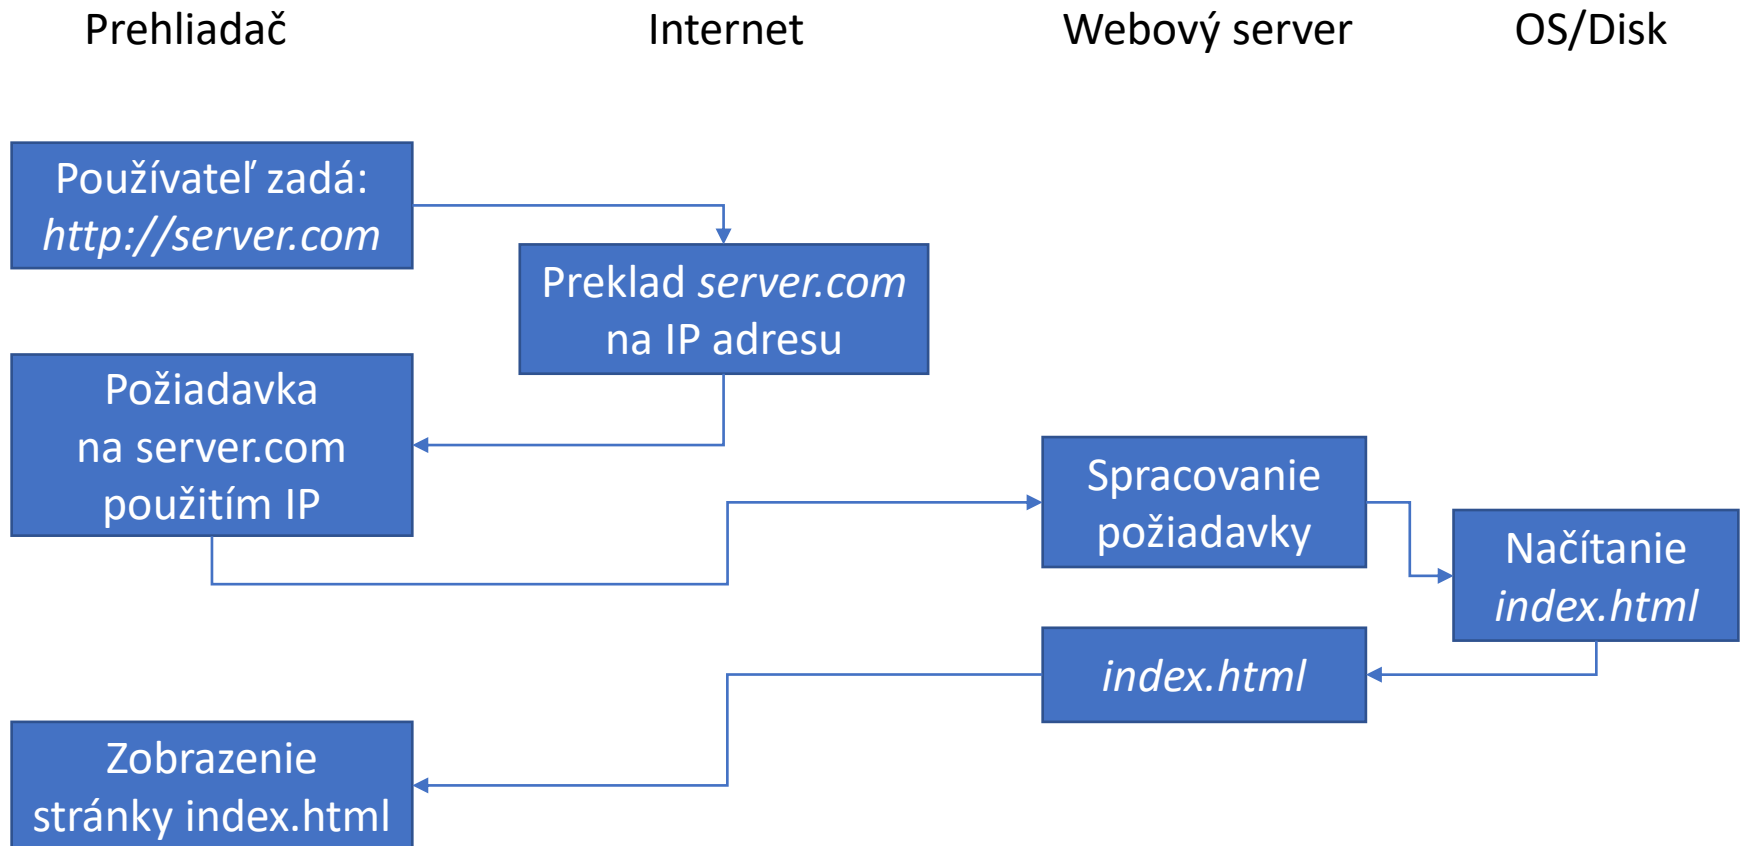 Prehliadač
Internet
Webový server
OS/Disk
Používateľ zadá:
http://server.com
Preklad server.com
na IP adresu
Požiadavka
na server.com
použitím IP
Spracovanie
požiadavky
Načítanie
index.html
index.html
Zobrazenie
stránky index.html